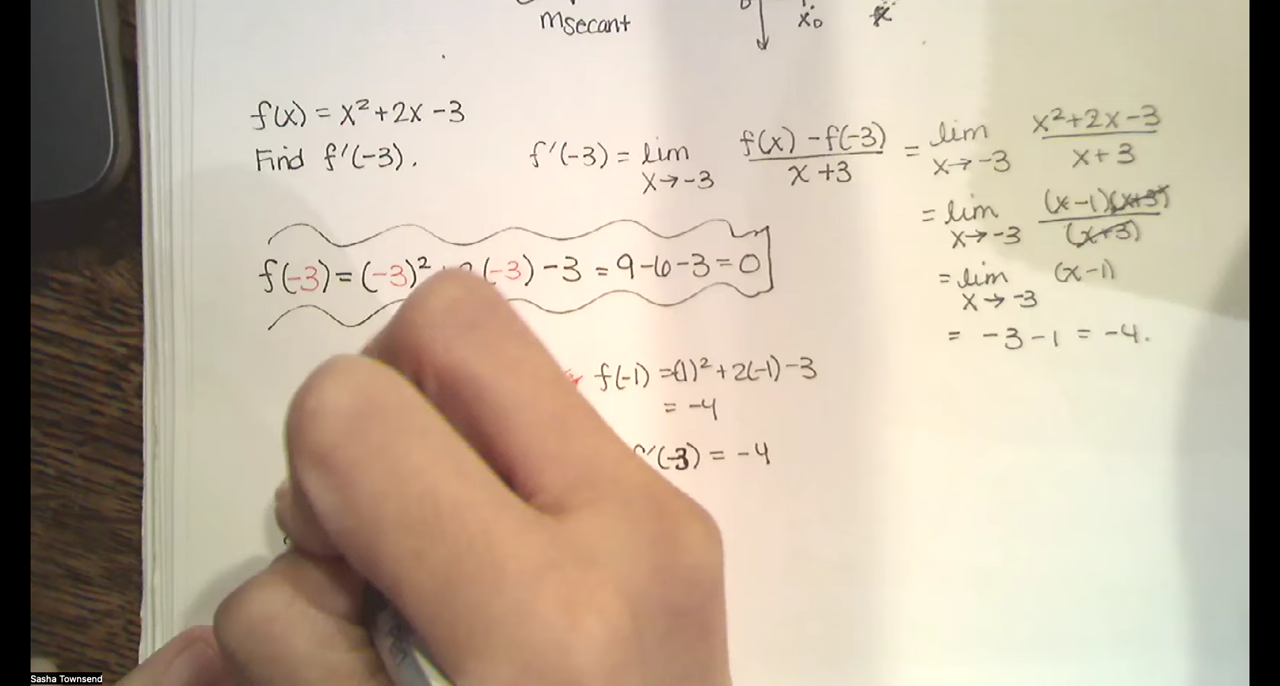 msecant
x₀
f(x) = x² + 2x - 3
Find f'(-3).
f'(-3) = lim x→-3 (f(x) - f(-3))/(x + 3) = lim x→-3 (x² + 2x - 3)/(x + 3)
= lim x→-3 ((x - 1)(x+3))/(x+3)
= lim x→-3 (x - 1)
= -3 - 1 = -4.
f(-3) = (-3)² (-3) - 3 = 9 - 6 - 3 = 0
f(-1) = (1)² + 2(-1) - 3
= -4
'(-3) = -4
Sasha Townsend